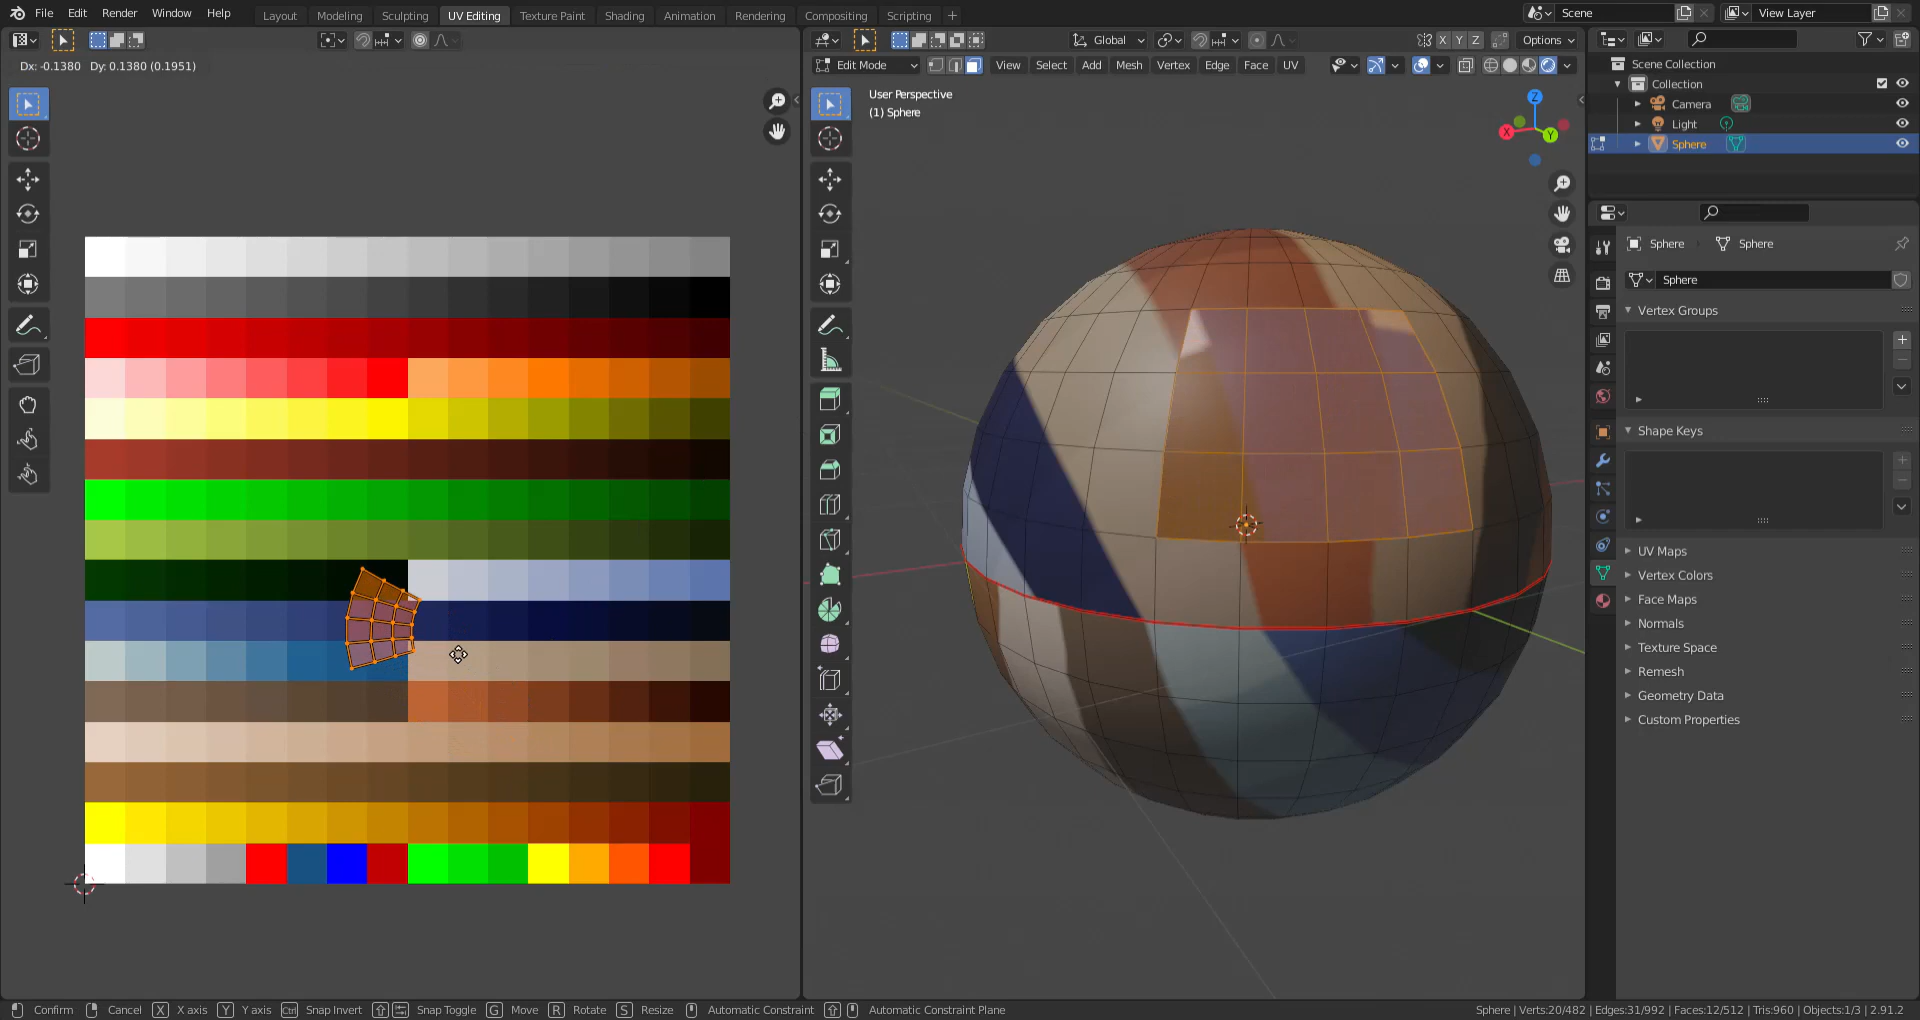 File Edit Render Window Help Layout Modeling Sculpting UV Editing Texture Paint Shading Animation Rendering Compositing Scripting + Scene View Layer
Global X Y Z Options
Dx: -0.1380 Dy: 0.1380 (0.1951)
Edit Mode View Select Add Mesh Vertex Edge Face UV
User Perspective
(1) Sphere
Z
X
Y
Scene Collection
Collection
Camera
Light
Sphere
Sphere Sphere
Sphere
Vertex Groups
Shape Keys
UV Maps
Vertex Colors
Face Maps
Normals
Texture Space
Remesh
Geometry Data
Custom Properties
Confirm Cancel X X axis Y Y axis Ctrl Snap Invert Snap Toggle G Move R Rotate S Resize Automatic Constraint Automatic Constraint Plane Sphere | Verts:20/482 | Edges:31/992 | Faces:12/512 | Tris:960 | Objects:1/3 | 2.91.2